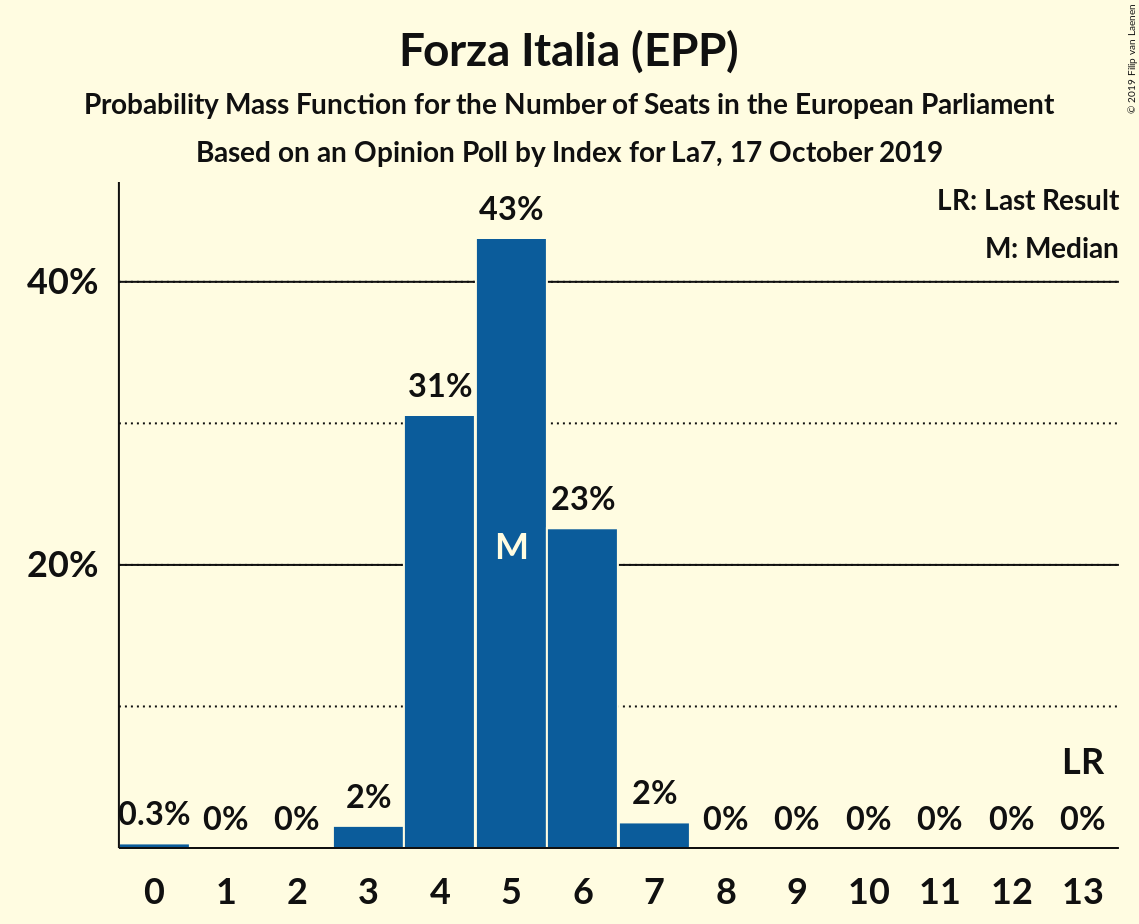 Forza Italia (EPP)
Probability Mass Function for the Number of Seats in the European Parliament
Based on an Opinion Poll by Index for La7, 17 October 2019
© 2019 Filip van Laenen
LR: Last Result
M: Median
43%
40%
31%
23%
M
20%
LR
0.3% 0% 0% 2% 2% 0% 0% 0% 0% 0% 0%
0 1 2 3 4 5 6 7 8 9 10 11 12 13